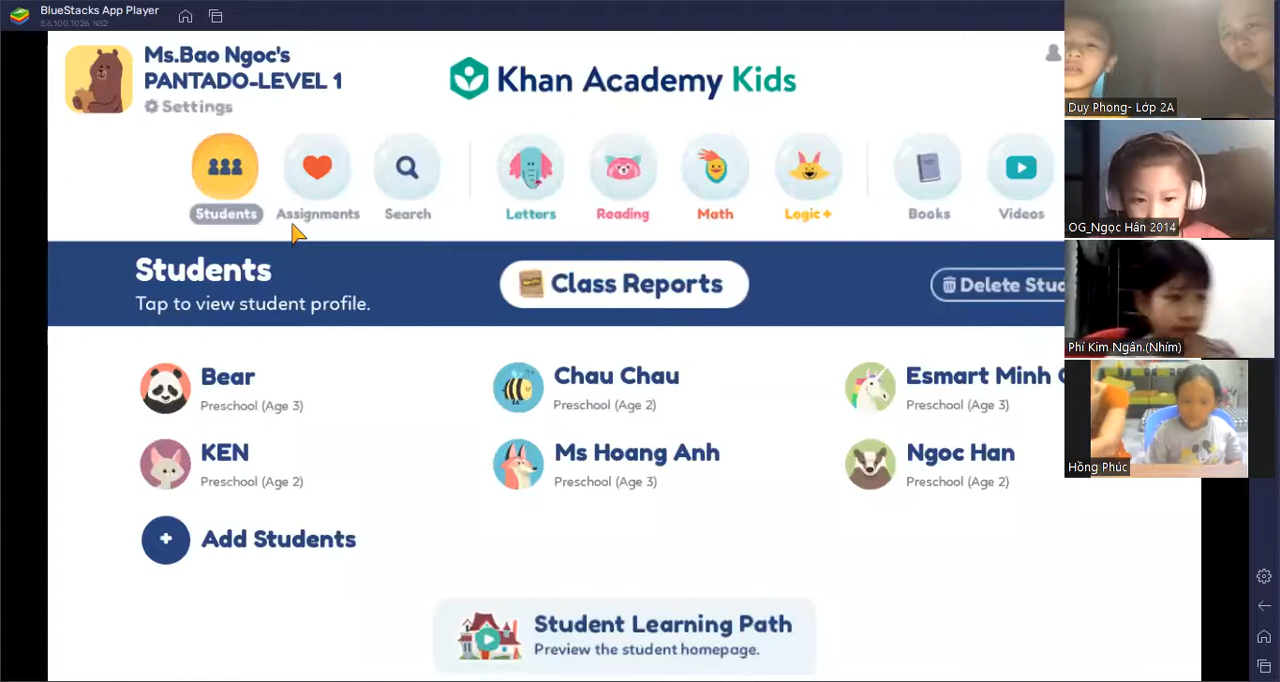 BlueStacks App Player
5.6.100.1026 N32
Ms.Bao Ngoc's
PANTADO-LEVEL 1
Settings
Khan Academy Kids
Students
Assignments
Search
Letters
Reading
Math
Logic+
Books
Videos
Students
Tap to view student profile.
Class Reports
Delete Stud
Bear
Preschool (Age 3)
Chau Chau
Preschool (Age 2)
Esmart Minh
Preschool (Age 3)
KEN
Preschool (Age 2)
Ms Hoang Anh
Preschool (Age 3)
Ngoc Han
Preschool (Age 2)
Add Students
Student Learning Path
Preview the student homepage.
Duy Phong- Lớp 2A
OG_Ngọc Hân 2014
Phí Kim Ngân.(Nhím)
Hồng Phúc